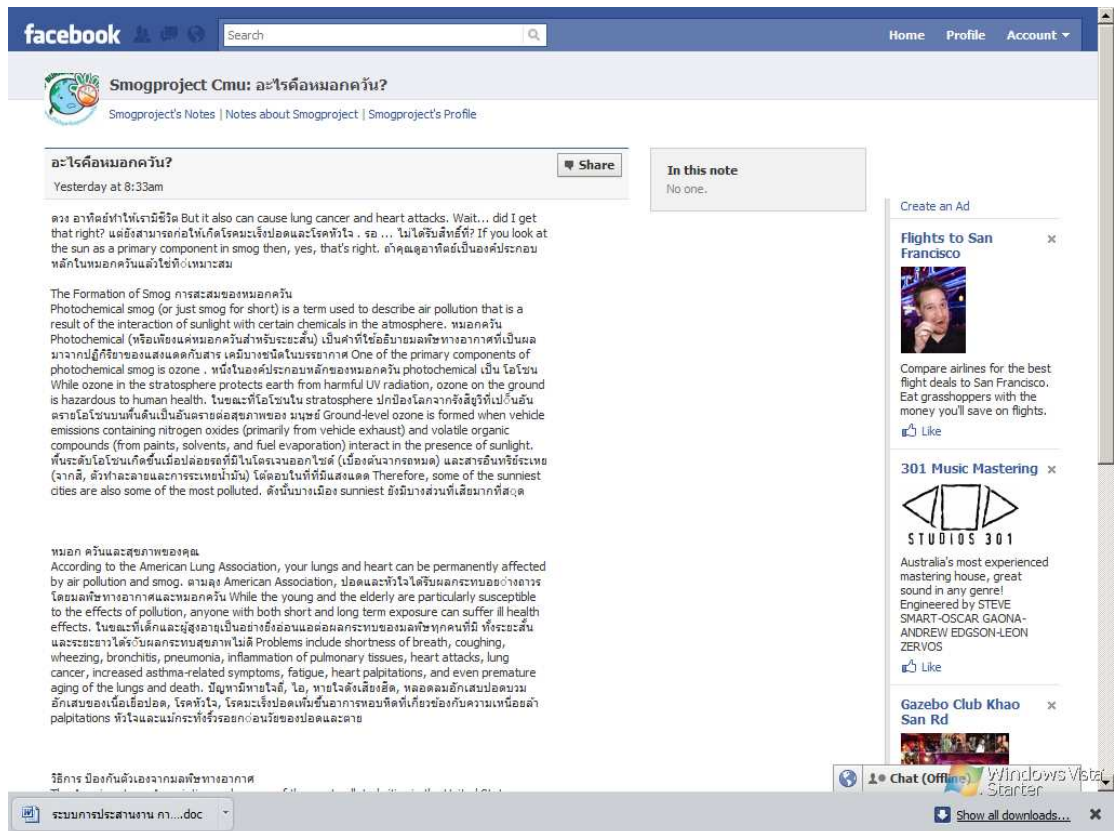 facebook
Search
Home Profile Account
Smogproject Cmu: อะไรคือหมอกควัน?
Smogproject's Notes | Notes about Smogproject | Smogproject's Profile
อะไรคือหมอกควัน?
Share
Yesterday at 8:33am
ดวง อาทิตย์ทำให้เรามีชีวิต But it also can cause lung cancer and heart attacks. Wait... did I get
that right? แต่ยังสามารถก่อให้เกิดโรคมะเร็งปอดและโรคหัวใจ . รอ ... ไม่ได้รับสิทธิ์ที่? If you look at
the sun as a primary component in smog then, yes, that's right. ถ้าคุณดูอาทิตย์เป็นองค์ประกอบ
หลักในหมอกควันแล้วใช่ที่เหมาะสม
The Formation of Smog การสะสมของหมอกควัน
Photochemical smog (or just smog for short) is a term used to describe air pollution that is a
result of the interaction of sunlight with certain chemicals in the atmosphere. หมอกควัน
Photochemical (หรือเพียงแค่หมอกควันสำหรับระยะสั้น) เป็นคำที่ใช้อธิบายมลพิษทางอากาศที่เป็นผล
มาจากปฏิกิริยาของแสงแดดกับสาร เคมีบางชนิดในบรรยากาศ One of the primary components of
photochemical smog is ozone . หนึ่งในองค์ประกอบหลักของหมอกควัน photochemical เป็น โอโซน
While ozone in the stratosphere protects earth from harmful UV radiation, ozone on the ground
is hazardous to human health. ในขณะที่โอโซนใน stratosphere ปกป้องโลกจากรังสียูวีที่เป็นอัน
ตรายโอโซนบนพื้นดินเป็นอันตรายต่อสุขภาพของ มนุษย์ Ground-level ozone is formed when vehicle
emissions containing nitrogen oxides (primarily from vehicle exhaust) and volatile organic
compounds (from paints, solvents, and fuel evaporation) interact in the presence of sunlight.
พื้นระดับโอโซนเกิดขึ้นเมื่อปล่อยรถที่มีไนโตรเจนออกไซด์ (เบื้องต้นจากรถหมด) และสารอินทรีย์ระเหย
(จากสี, ตัวทำละลายและการระเหยน้ำมัน) โต้ตอบในที่ที่มีแสงแดด Therefore, some of the sunniest
cities are also some of the most polluted. ดังนั้นบางเมือง sunniest ยังมีบางส่วนที่เสียมากที่สุด
หมอก ควันและสุขภาพของคุณ
According to the American Lung Association, your lungs and heart can be permanently affected
by air pollution and smog. ตามลุง American Association, ปอดและหัวใจได้รับผลกระทบอย่างถาวร
โดยมลพิษทางอากาศและหมอกควัน While the young and the elderly are particularly susceptible
to the effects of pollution, anyone with both short and long term exposure can suffer ill health
effects. ในขณะที่เด็กและผู้สูงอายุเป็นอย่างยิ่งอ่อนแอต่อผลกระทบของมลพิษทุกคนที่มี ทั้งระยะสั้น
และระยะยาวได้รับผลกระทบสุขภาพไม่ดี Problems include shortness of breath, coughing,
wheezing, bronchitis, pneumonia, inflammation of pulmonary tissues, heart attacks, lung
cancer, increased asthma-related symptoms, fatigue, heart palpitations, and even premature
aging of the lungs and death. ปัญหามีหายใจถี่, ไอ, หายใจดังเสียงฮืด, หลอดลมอักเสบปอดบวม
อักเสบของเนื้อเยื่อปอด, โรคหัวใจ, โรคมะเร็งปอดเพิ่มขึ้นอาการหอบหืดที่เกี่ยวข้องกับความเหนื่อยล้า
palpitations หัวใจและแม้กระทั่งริ้วรอยก่อนวัยของปอดและตาย
วิธีการ ป้องกันตัวเองจากมลพิษทางอากาศ
In this note
No one.
Create an Ad
Flights to San
Francisco
Compare airlines for the best
flight deals to San Francisco.
Eat grasshoppers with the
money you'll save on flights.
Like
301 Music Mastering
STUDIOS 301
Australia's most experienced
mastering house, great
sound in any genre!
Engineered by STEVE
SMART-OSCAR GAONA-
ANDREW EDGSON-LEON
ZERVOS
Like
Gazebo Club Khao
San Rd
Chat (Offline)
Windows Vista
Starter
ระบบการประสานงาน กา....doc
Show all downloads...